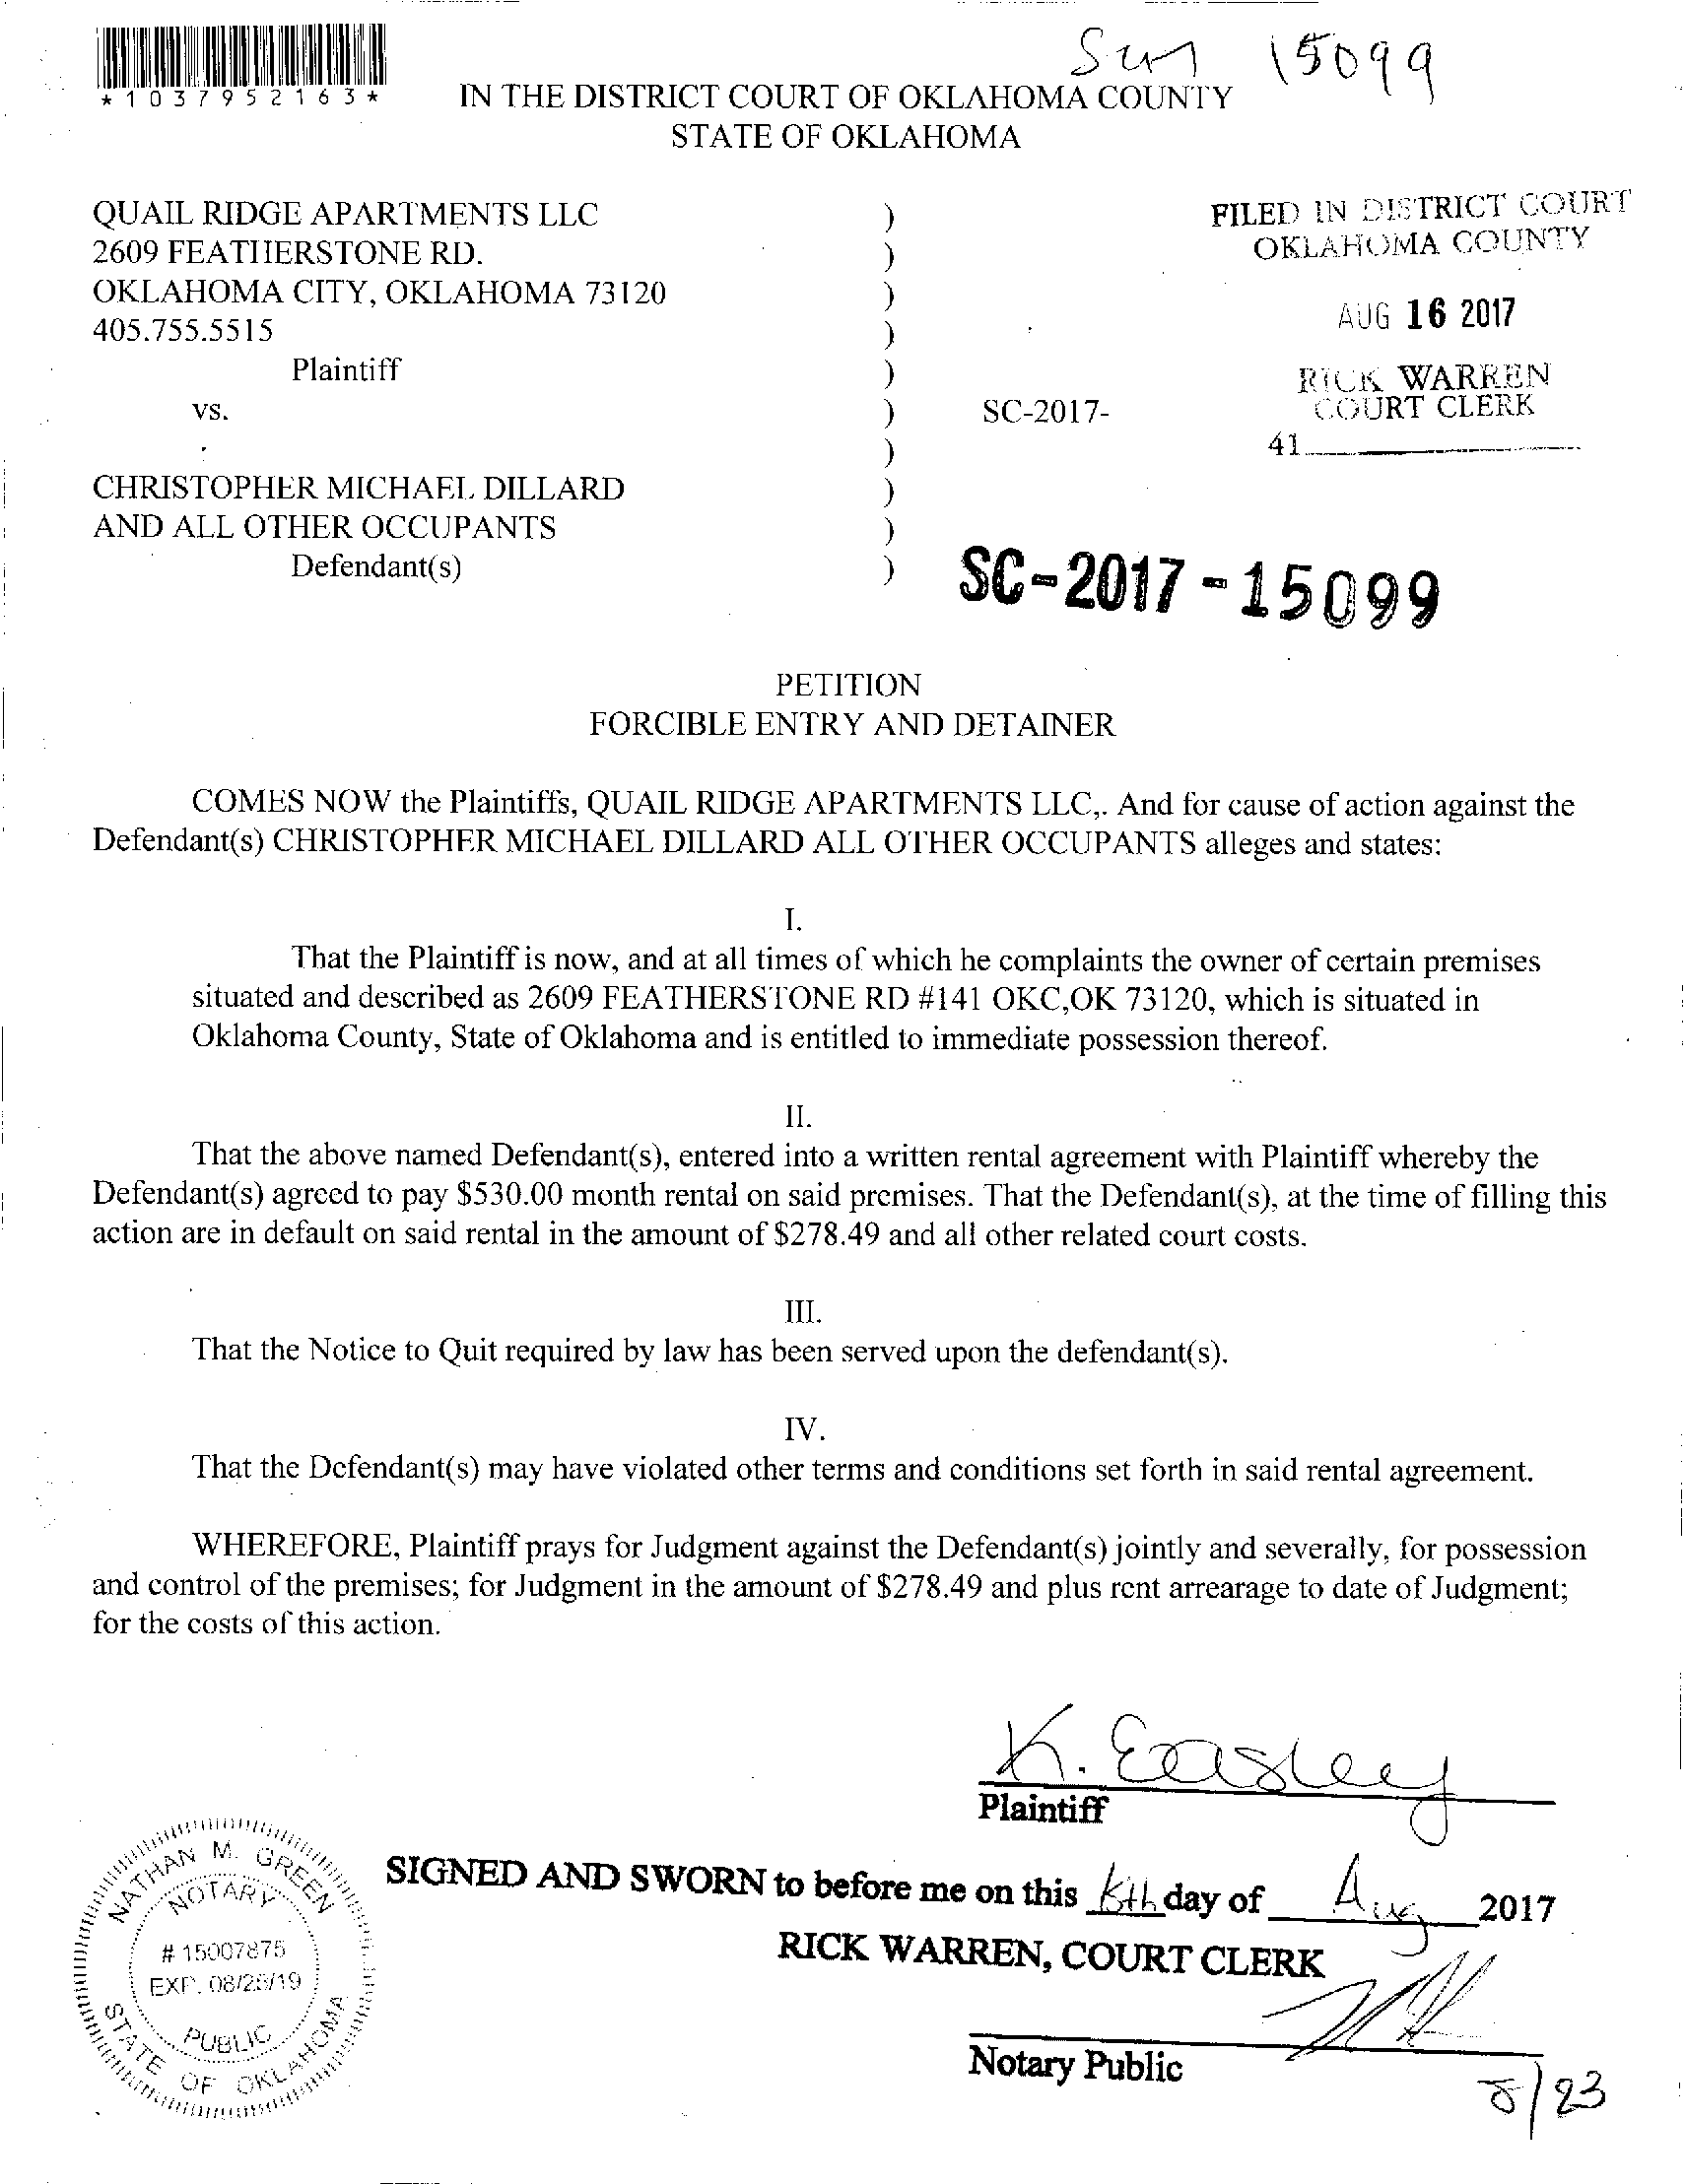 Sum 15099
*1037952163*
IN THE DISTRICT COURT OF OKLAHOMA COUNTY
STATE OF OKLAHOMA
QUAIL RIDGE APARTMENTS LLC )
2609 FEATHERSTONE RD. )
OKLAHOMA CITY, OKLAHOMA 73120 )
405.755.5515 )
Plaintiff )
vs. ) SC-2017-
)
CHRISTOPHER MICHAEL DILLARD )
AND ALL OTHER OCCUPANTS )
Defendant(s) )
FILED IN DISTRICT COURT
OKLAHOMA COUNTY
AUG 16 2017
RICK WARREN
COURT CLERK
41
SC-2017-15099
PETITION
FORCIBLE ENTRY AND DETAINER
COMES NOW the Plaintiffs, QUAIL RIDGE APARTMENTS LLC,. And for cause of action against the
Defendant(s) CHRISTOPHER MICHAEL DILLARD ALL OTHER OCCUPANTS alleges and states:
I.
That the Plaintiff is now, and at all times of which he complaints the owner of certain premises
situated and described as 2609 FEATHERSTONE RD #141 OKC,OK 73120, which is situated in
Oklahoma County, State of Oklahoma and is entitled to immediate possession thereof.
II.
That the above named Defendant(s), entered into a written rental agreement with Plaintiff whereby the
Defendant(s) agreed to pay $530.00 month rental on said premises. That the Defendant(s), at the time of filling this
action are in default on said rental in the amount of $278.49 and all other related court costs.
III.
That the Notice to Quit required by law has been served upon the defendant(s).
IV.
That the Defendant(s) may have violated other terms and conditions set forth in said rental agreement.
WHEREFORE, Plaintiff prays for Judgment against the Defendant(s) jointly and severally, for possession
and control of the premises; for Judgment in the amount of $278.49 and plus rent arrearage to date of Judgment;
for the costs of this action.
K. Easley
Plaintiff
SIGNED AND SWORN to before me on this day of Aug 2017
RICK WARREN, COURT CLERK
Notary Public
8/23
NATHAN M. GREEN
NOTARY
# 15007875
EXP. 08/25/19
PUBLIC
STATE OF OKLAHOMA